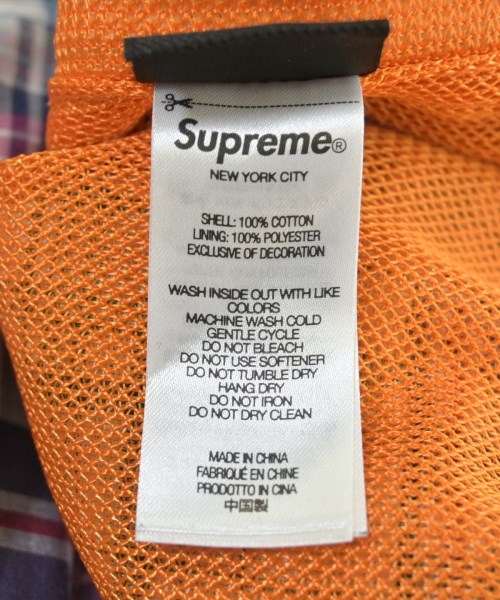 Supreme®
NEW YORK CITY
SHELL: 100% COTTON
LINING: 100% POLYESTER
EXCLUSIVE OF DECORATION
WASH INSIDE OUT WITH LIKE
COLORS
MACHINE WASH COLD
GENTLE CYCLE
DO NOT BLEACH
DO NOT USE SOFTENER
DO NOT TUMBLE DRY
HANG DRY
DO NOT IRON
DO NOT DRY CLEAN
MADE IN CHINA
FABRIQUÉ EN CHINE
PRODOTTO IN CINA
中国製